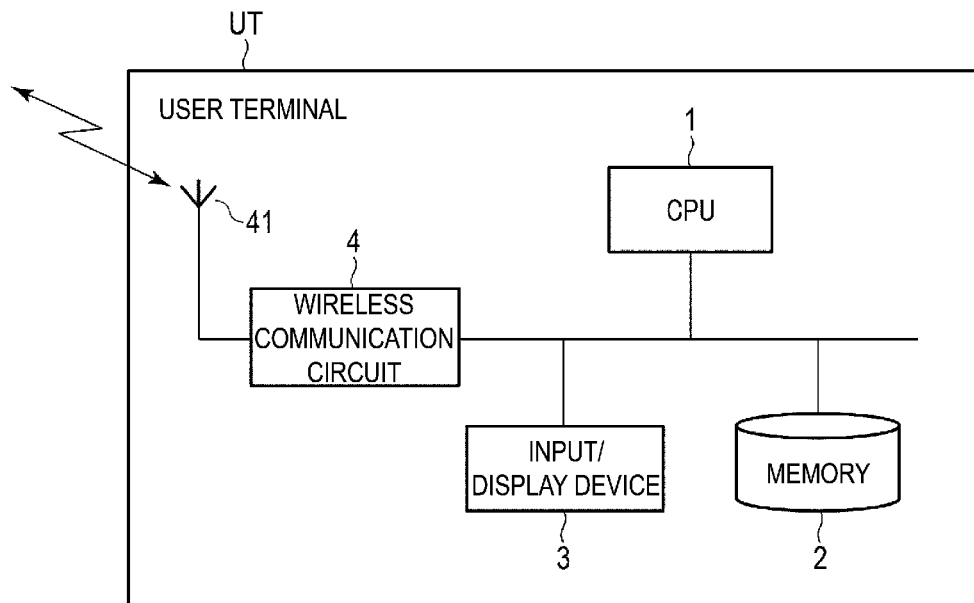 UT
USER TERMINAL
1
CPU
41
4
WIRELESS
COMMUNICATION
CIRCUIT
INPUT/
DISPLAY DEVICE
3
MEMORY
2